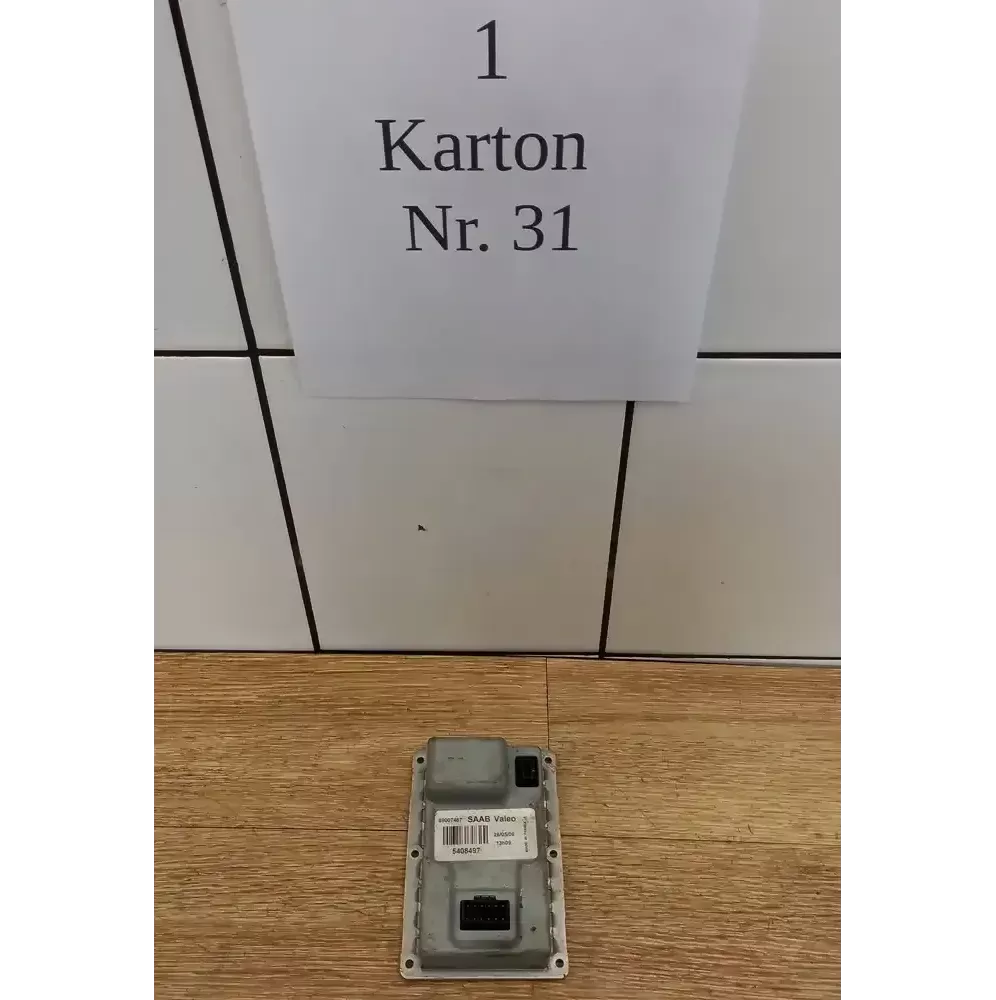 1
Karton
Nr. 31
SAAB Valeo
5408497